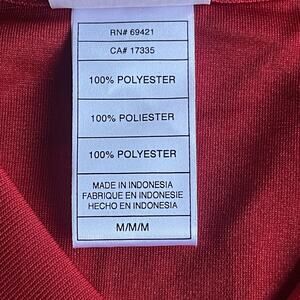 RN# 69421
CA# 17335
100% POLYESTER
100% POLIESTER
100% POLYESTER
MADE IN INDONESIA
FABRIQUE EN INDONESIE
HECHO EN INDONESIA
M/M/M